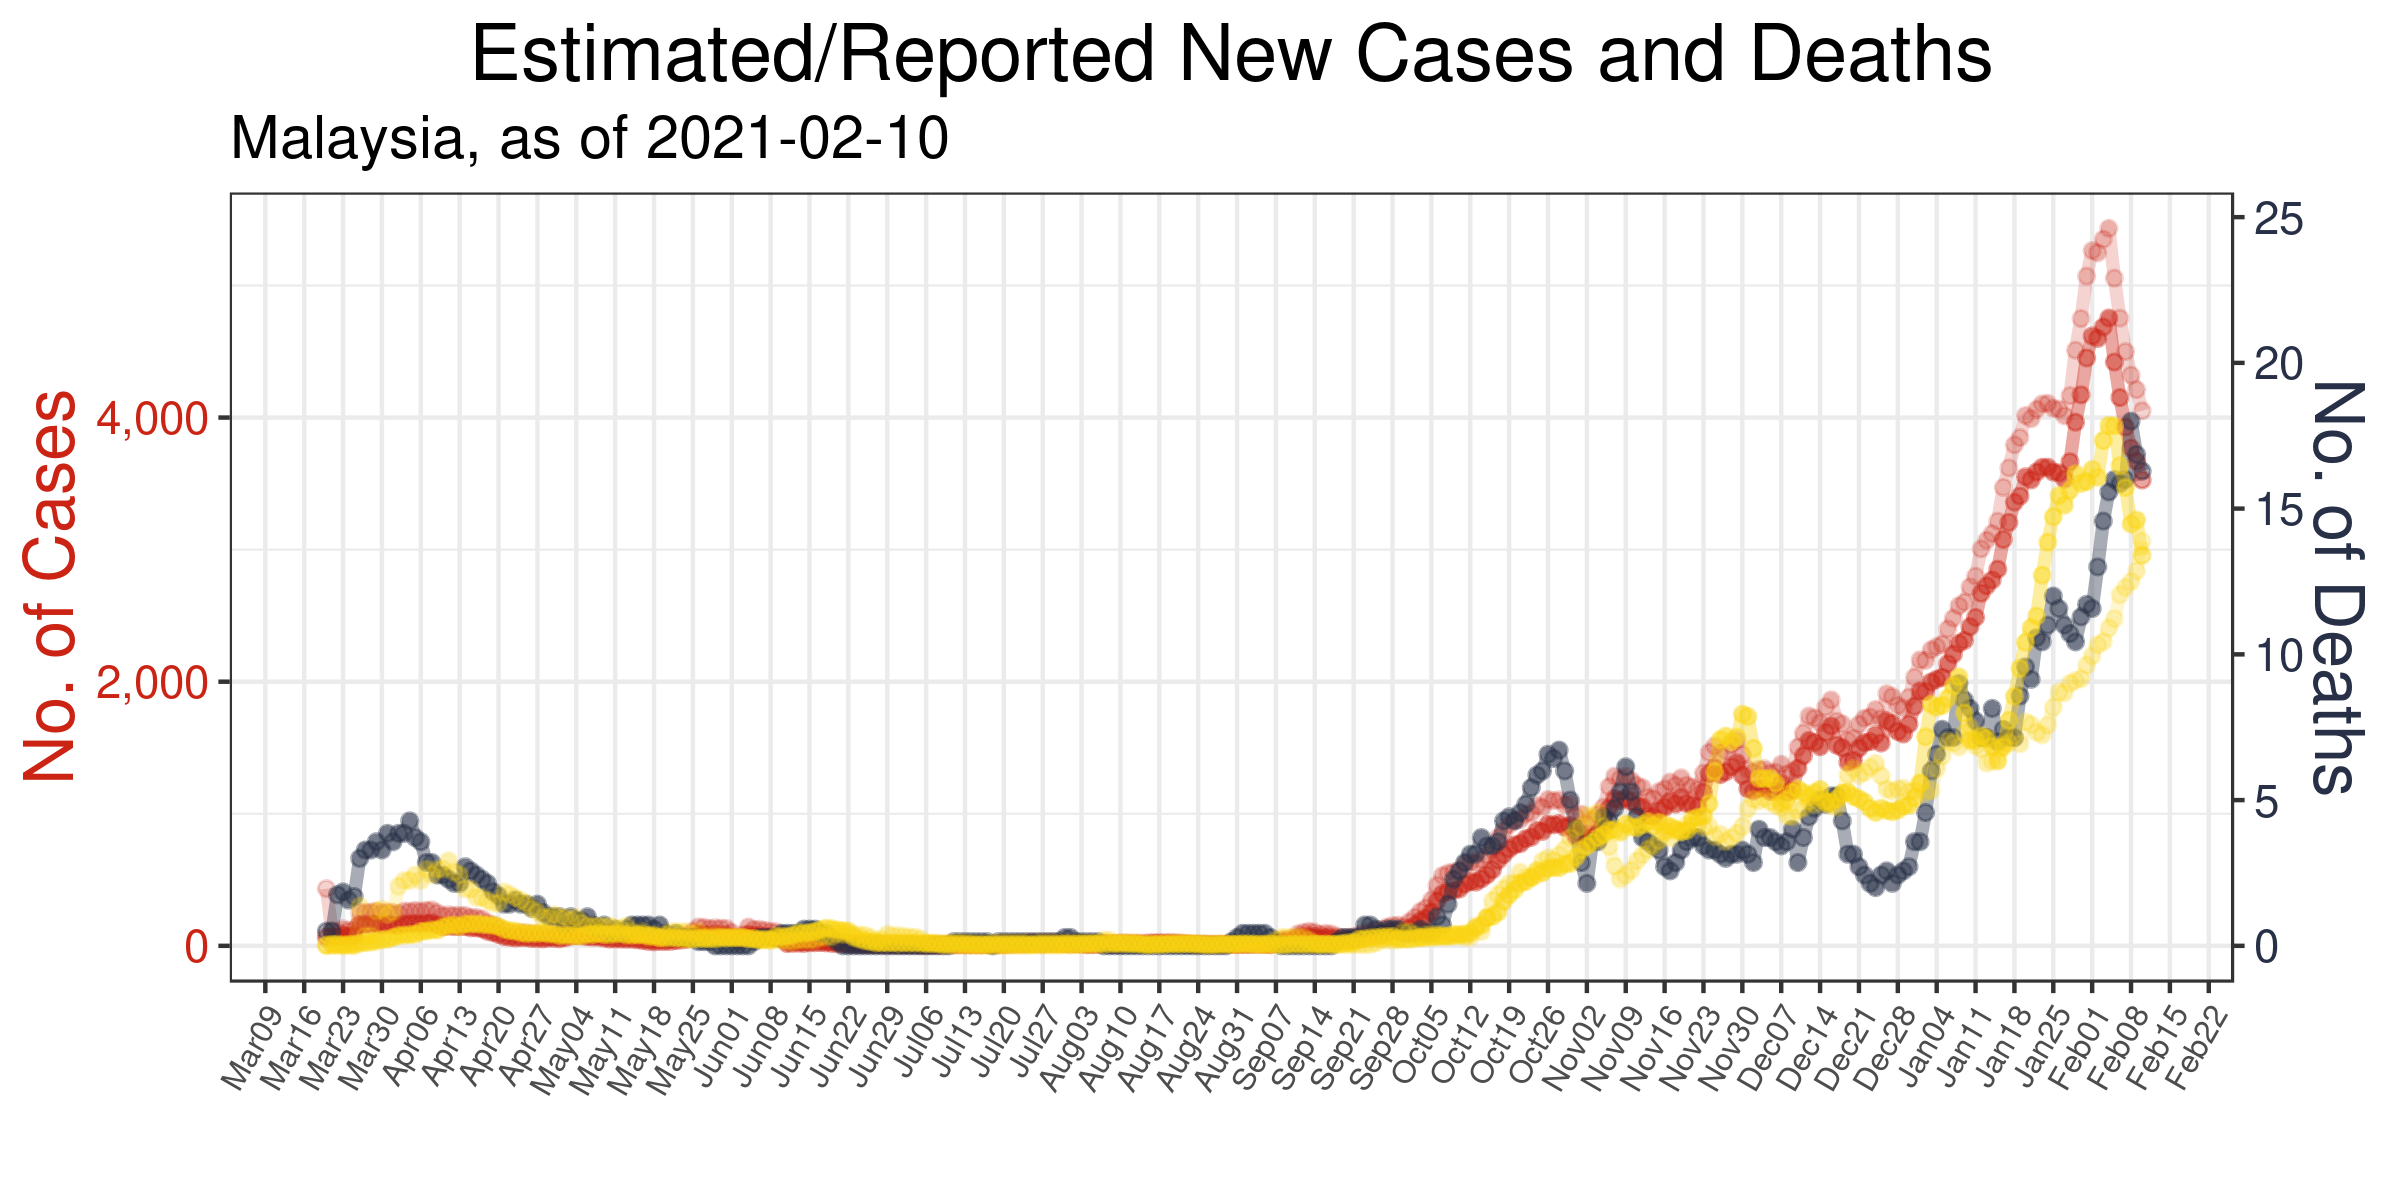 Estimated/Reported New Cases and Deaths
Malaysia, as of 2021-02-10
No. of Cases
4,000
2,000
0
25
20
15
10
5
0
No. of Deaths
Mar09
Mar16
Mar23
Mar30
Apr06
Apr13
Apr20
Apr27
May04
May11
May18
May25
Jun01
Jun08
Jun15
Jun22
Jun29
Jul06
Jul13
Jul20
Jul27
Aug03
Aug10
Aug17
Aug24
Aug31
Sep07
Sep14
Sep21
Sep28
Oct05
Oct12
Oct19
Oct26
Nov02
Nov09
Nov16
Nov23
Nov30
Dec07
Dec14
Dec21
Dec28
Jan04
Jan11
Jan18
Jan25
Feb01
Feb08
Feb15
Feb22